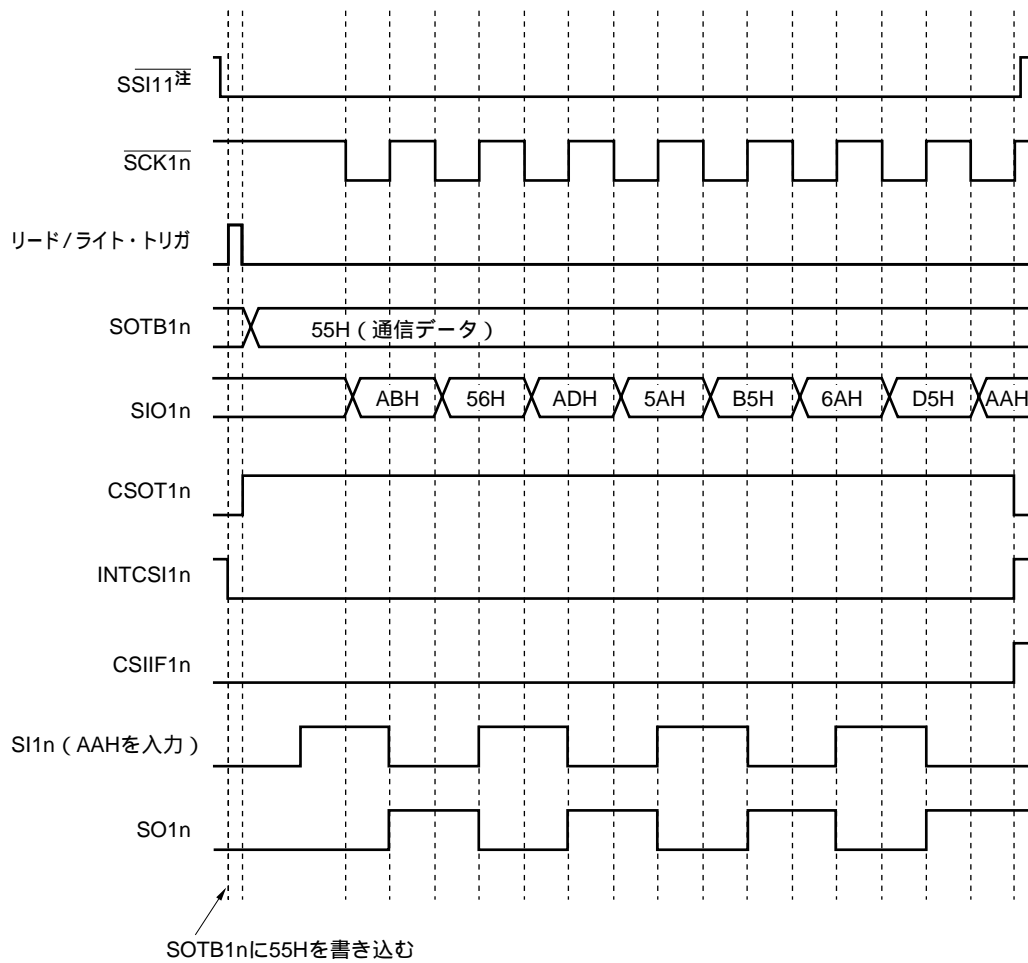 SSI11注
SCK1n
リード/ライト・トリガ
SOTB1n
55H（通信データ）
SIO1n
ABH 56H ADH 5AH B5H 6AH D5H AAH
CSOT1n
INTCSI1n
CSIIF1n
SI1n（AAHを入力）
SO1n
SOTB1nに55Hを書き込む